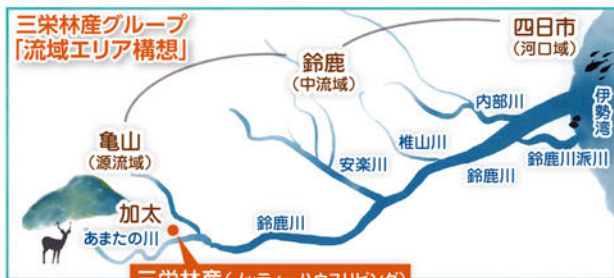 三栄林産グループ
「流域エリア構想」
四日市
(河口域)
鈴鹿
(中流域)
亀山
(源流域)
伊勢湾
内部川
椎山川
安楽川
鈴鹿川派川
鈴鹿川
鈴鹿川
加太
あまたの川
三栄林産